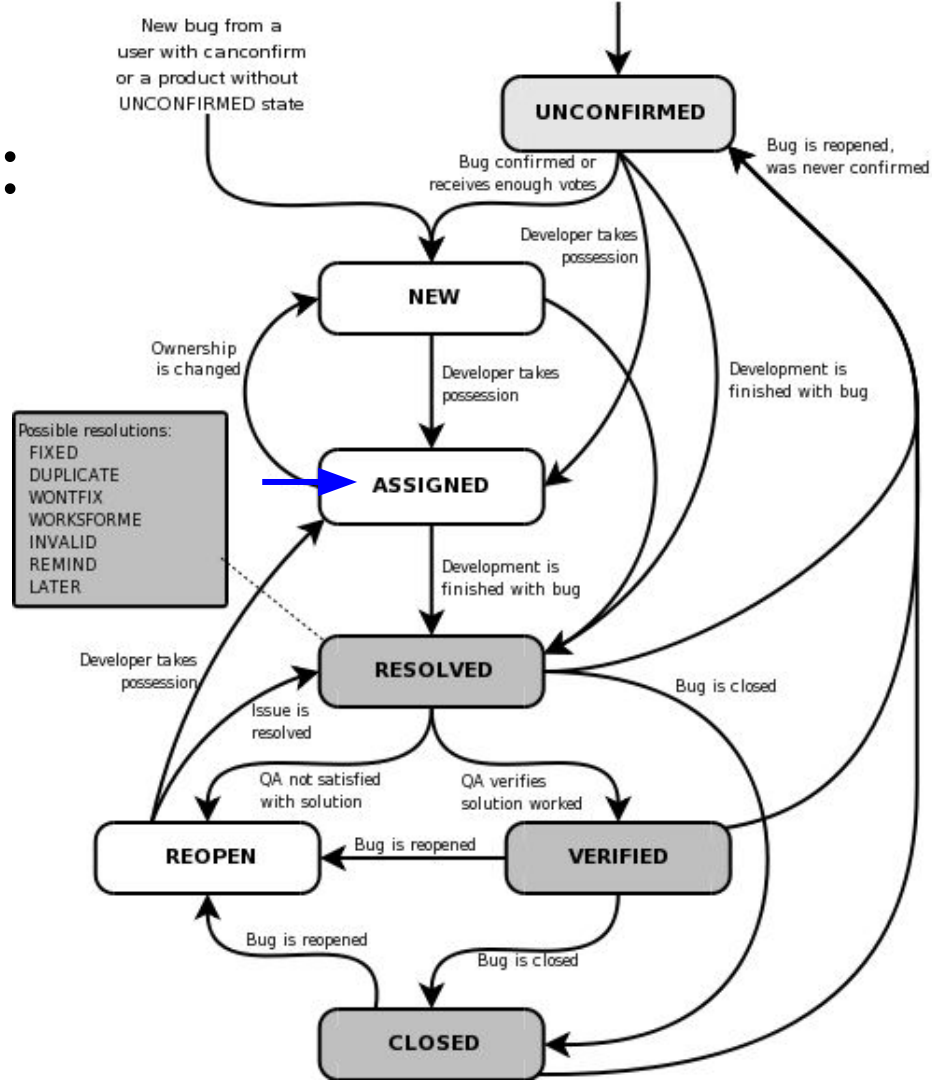 New bug from a
user with canconfirm
or a product without
UNCONFIRMED state
UNCONFIRMED
Bug is reopened,
was never confirmed
Bug confirmed or
receives enough votes
Developer takes
possession
NEW
Ownership
is changed
Developer takes
possession
Development is
finished with bug
Possible resolutions:
FIXED
DUPLICATE
WONTFIX
WORKSFORME
INVALID
REMIND
LATER
ASSIGNED
Development is
finished with bug
RESOLVED
Developer takes
possession
Issue is
resolved
Bug is closed
QA not satisfied
with solution
QA verifies
solution worked
REOPEN
Bug is reopened
VERIFIED
Bug is reopened
Bug is closed
CLOSED